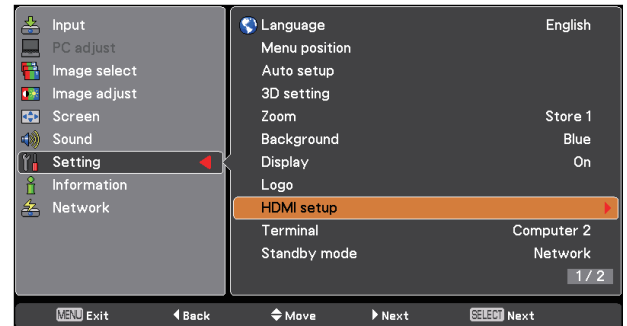 Input
PC adjust
Image select
Image adjust
Screen
Sound
Setting
Information
Network
Language English
Menu position
Auto setup
3D setting
Zoom Store 1
Background Blue
Display On
Logo
HDMI setup
Terminal Computer 2
Standby mode Network
1 / 2
MENU Exit Back Move Next SELECT Next